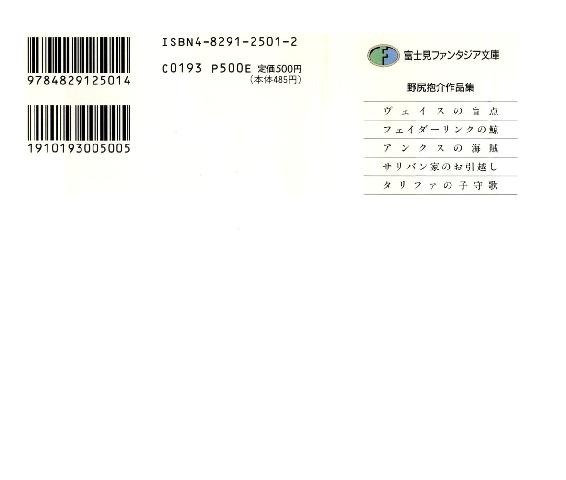 9784829125014
1910193005005
ISBN4-8291-2501-2
C0193 P500E 定価500円
(本体485円)
富士見ファンタジア文庫
野尻抱介作品集
ヴェイスの盲点
フェイダーリンクの鯨
アンクスの海賊
サリバン家のお引越し
タリファの子守歌